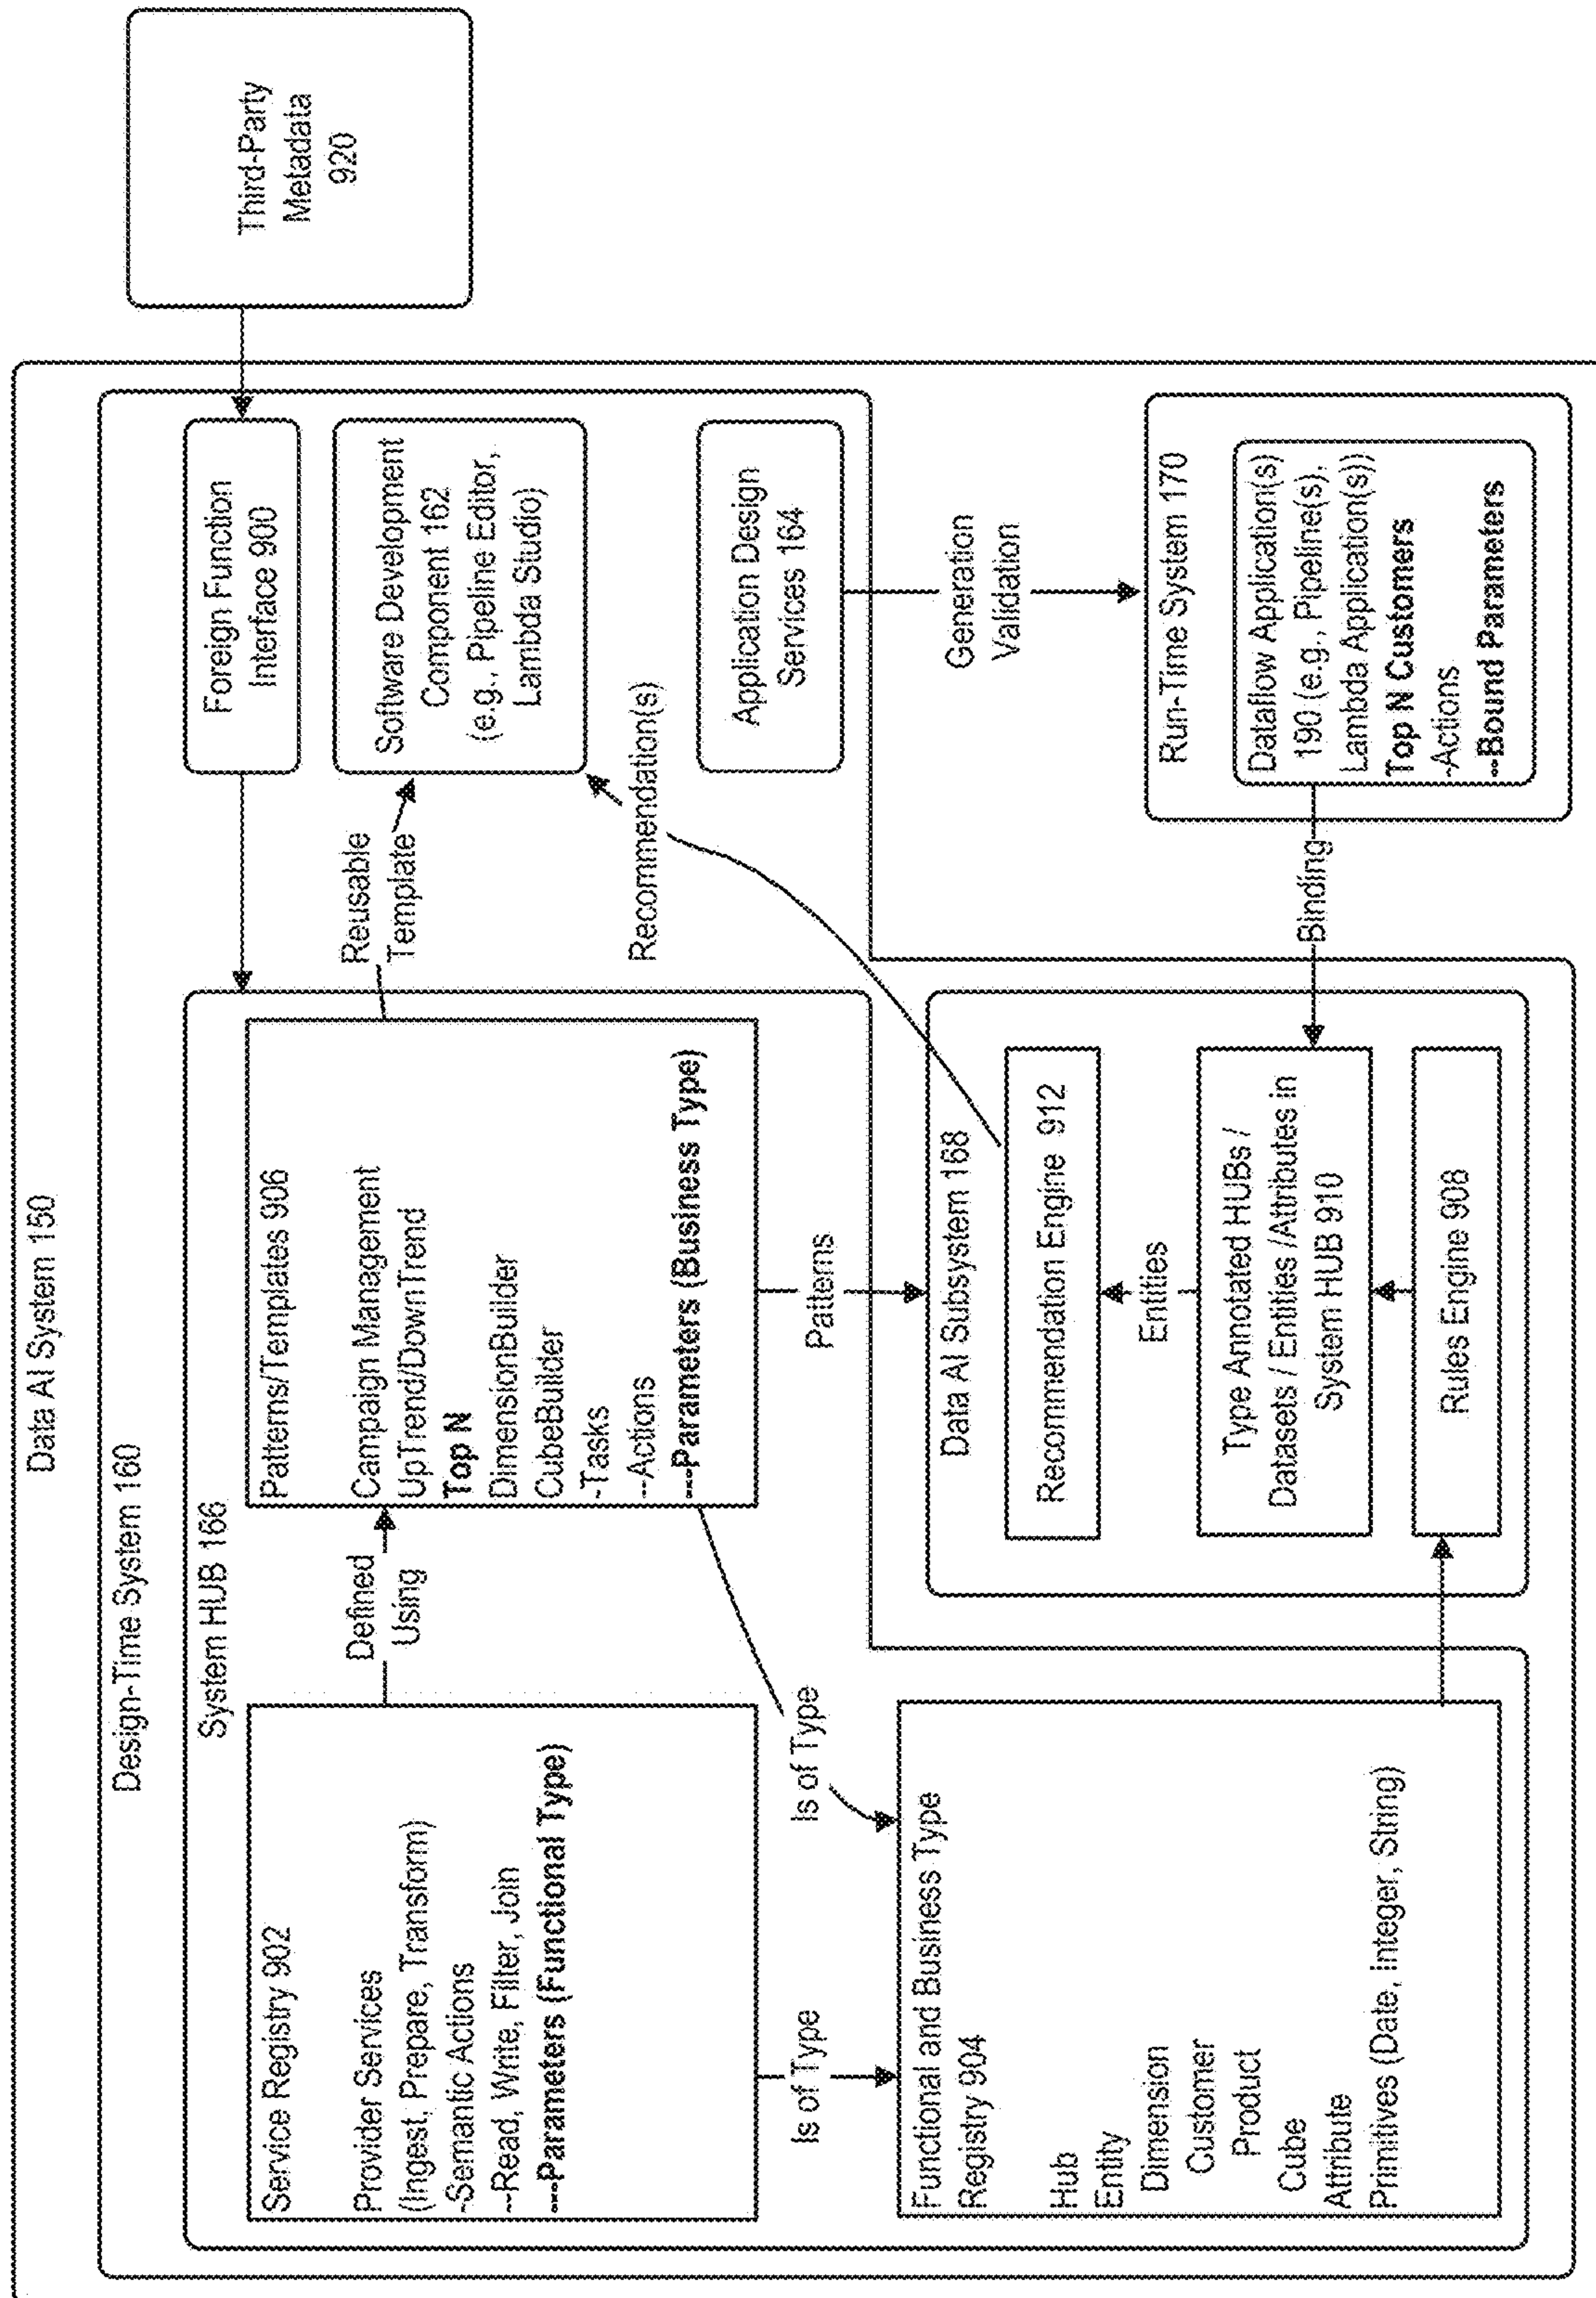 Data AI System 150
Design-Time System 160
System HUB 166
Service Registry 902
Provider Services
(Ingest, Prepare, Transform)
-Semantic Actions
--Read, Write, Filter, Join
---Parameters (Functional Type)
Defined
Using
Patterns/Templates 906
Campaign Management
UpTrend/DownTrend
Top N
DimensionBuilder
CubeBuilder
-Tasks
--Actions
---Parameters (Business Type)
Reusable
Template
Foreign Function
Interface 900
Third-Party
Metadata
920
Software Development
Component 162
(e.g., Pipeline Editor,
Lambda Studio)
Recommendation(s)
Application Design
Services 164
Is of Type
Is of Type
Patterns
Generation
Validation
Functional and Business Type
Registry 904
Hub
Entity
Dimension
Customer
Product
Cube
Attribute
Primitives (Date, Integer, String)
Data AI Subsystem 168
Recommendation Engine 912
Entities
Type Annotated HUBs /
Datasets / Entities /Attributes in
System HUB 910
Rules Engine 908
Binding
Run-Time System 170
Dataflow Application(s)
190 (e.g., Pipeline(s),
Lambda Application(s))
Top N Customers
-Actions
--Bound Parameters